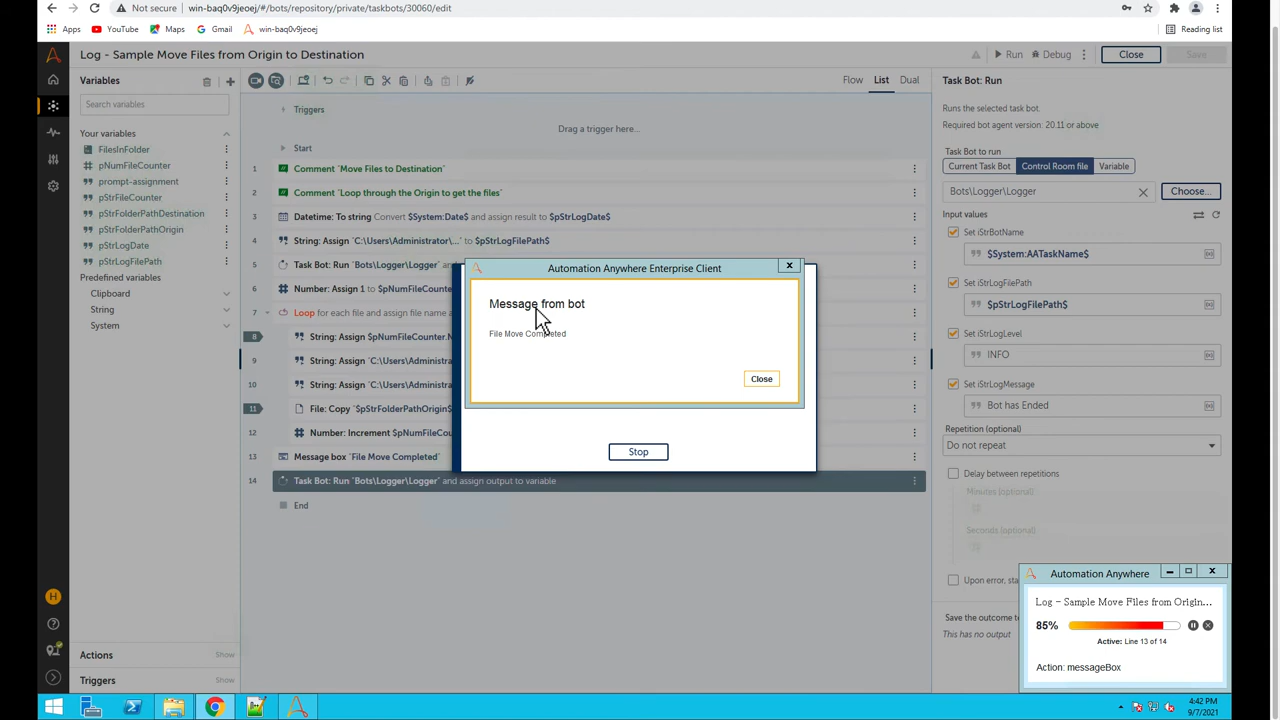 Not secure | win-baq0v9jeoej/#/bots/repository/private/taskbots/30060/edit
Apps YouTube Maps Gmail win-baq0v9jeoej Reading list
Log - Sample Move Files from Origin to Destination Run Debug Close Save
Variables
Search variables
Your variables
FilesInFolder
pNumFileCounter
prompt-assignment
pStrFileCounter
pStrFolderPathDestination
pStrFolderPathOrigin
pStrLogDate
pStrLogFilePath
Predefined variables
Clipboard
String
System
Actions Show
Triggers Show
Flow List Dual
Triggers
Drag a trigger here...
Start
1 Comment "Move Files to Destination"
2 Comment "Loop through the Origin to get the files"
3 Datetime: To string Convert $System:Date$ and assign result to $pStrLogDate$
4 String: Assign "C:\Users\Administrator\..." to $pStrLogFilePath$
5 Task Bot: Run "Bots\Logger\Logger" and assign
6 Number: Assign 1 to $pNumFileCounte
7 Loop for each file and assign file name a
8 String: Assign $pNumFileCounter.N
9 String: Assign "C:\Users\Administra
10 String: Assign "C:\Users\Administra
11 File: Copy "$pStrFolderPathOrigin$
12 Number: Increment $pNumFileCou
13 Message box "File Move Completed"
14 Task Bot: Run "Bots\Logger\Logger" and assign output to variable
End
Automation Anywhere Enterprise Client
Message from bot
File Move Completed
Close
Stop
Task Bot: Run
Runs the selected task bot.
Required bot agent version: 20.11 or above
Task Bot to run
Current Task Bot Control Room file Variable
Bots\Logger\Logger Choose...
Input values
Set iStrBotName
$System:AATaskName$
Set iStrLogFilePath
$pStrLogFilePath$
Set iStrLogLevel
INFO
Set iStrLogMessage
Bot has Ended
Repetition (optional)
Do not repeat
Delay between repetitions
Minutes (optional)
Seconds (optional)
Upon error, sta
Save the outcome to
This has no output
Automation Anywhere
Log - Sample Move Files from Origin...
85%
Active: Line 13 of 14
Action: messageBox
4:42 PM
9/7/2021